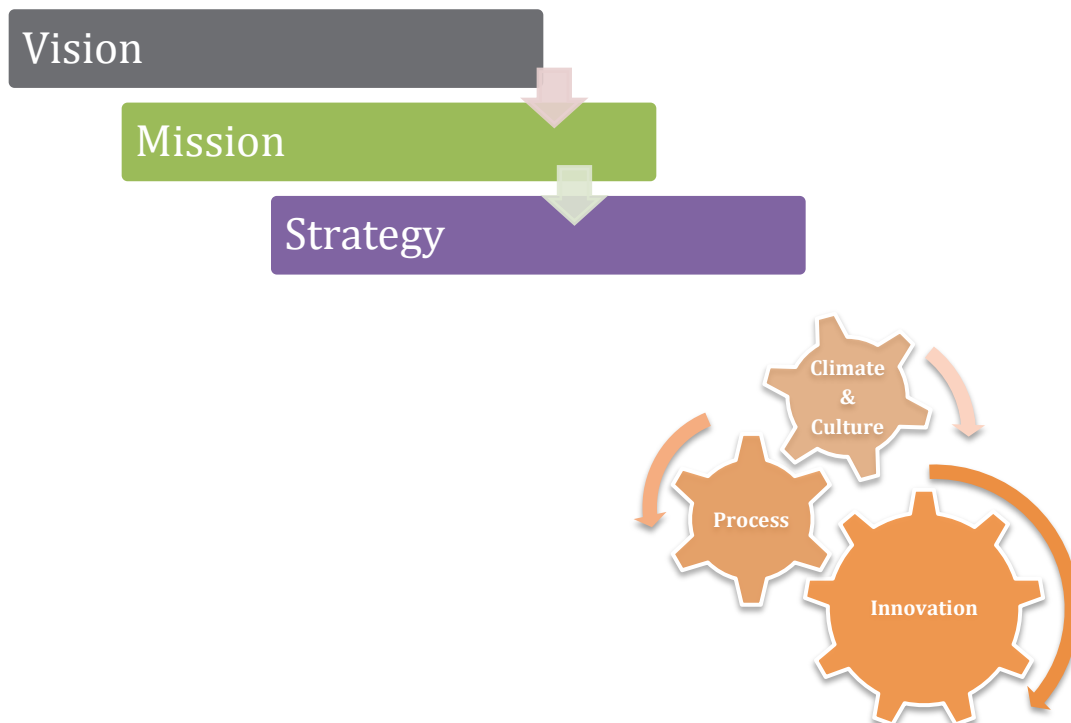 Vision
Mission
Strategy
Climate
&
Culture
Process
Innovation